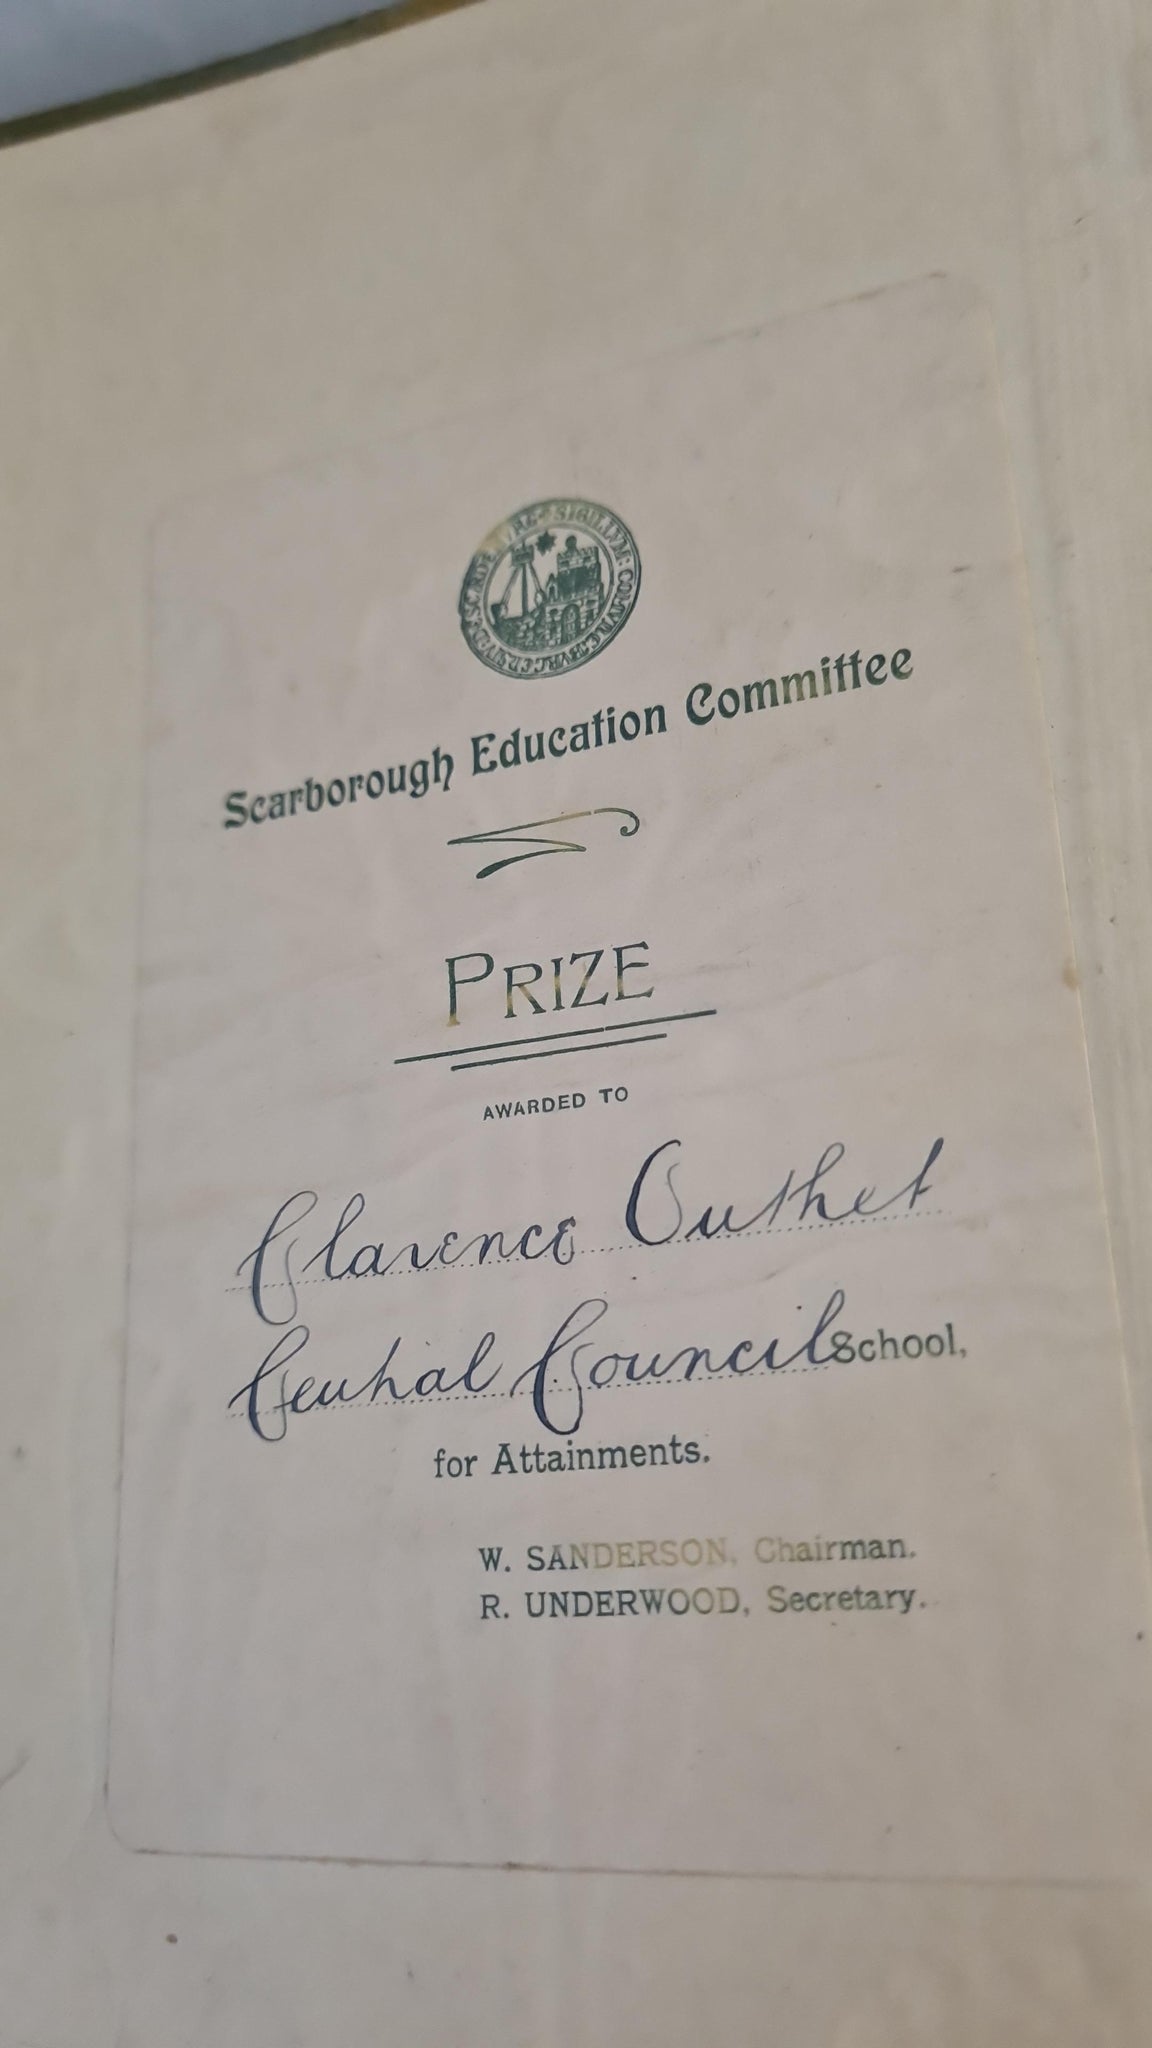 Scarborough Education Committee
PRIZE
AWARDED TO
Clarence Outhet
Central Council School,
for Attainments.
W. SANDERSON, Chairman.
R. UNDERWOOD, Secretary.